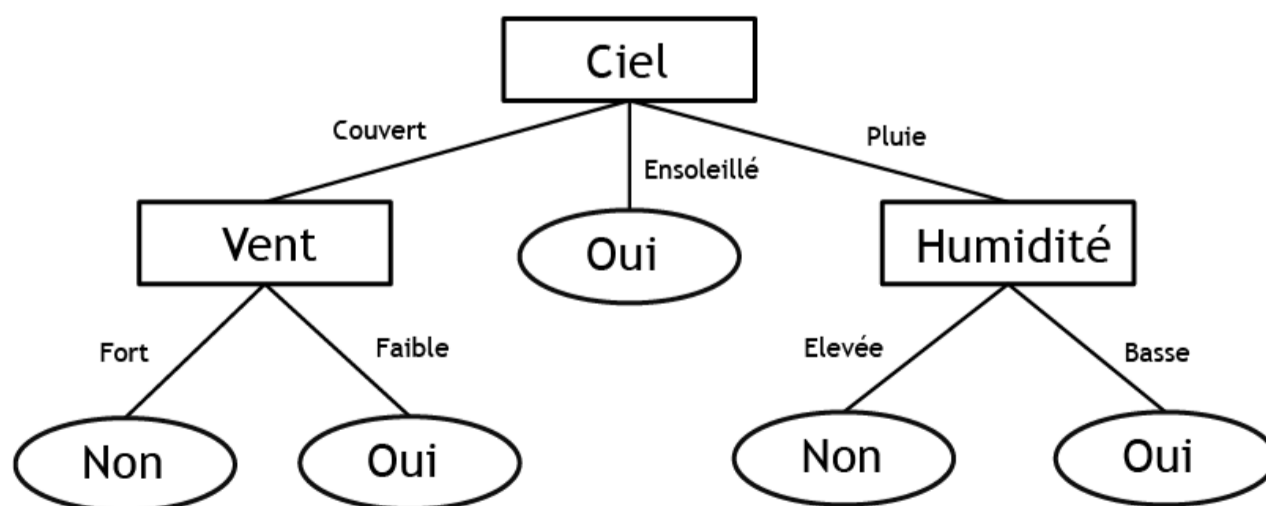 Ciel
Couvert
Ensoleillé
Pluie
Vent
Oui
Humidité
Fort
Faible
Elevée
Basse
Non
Oui
Non
Oui